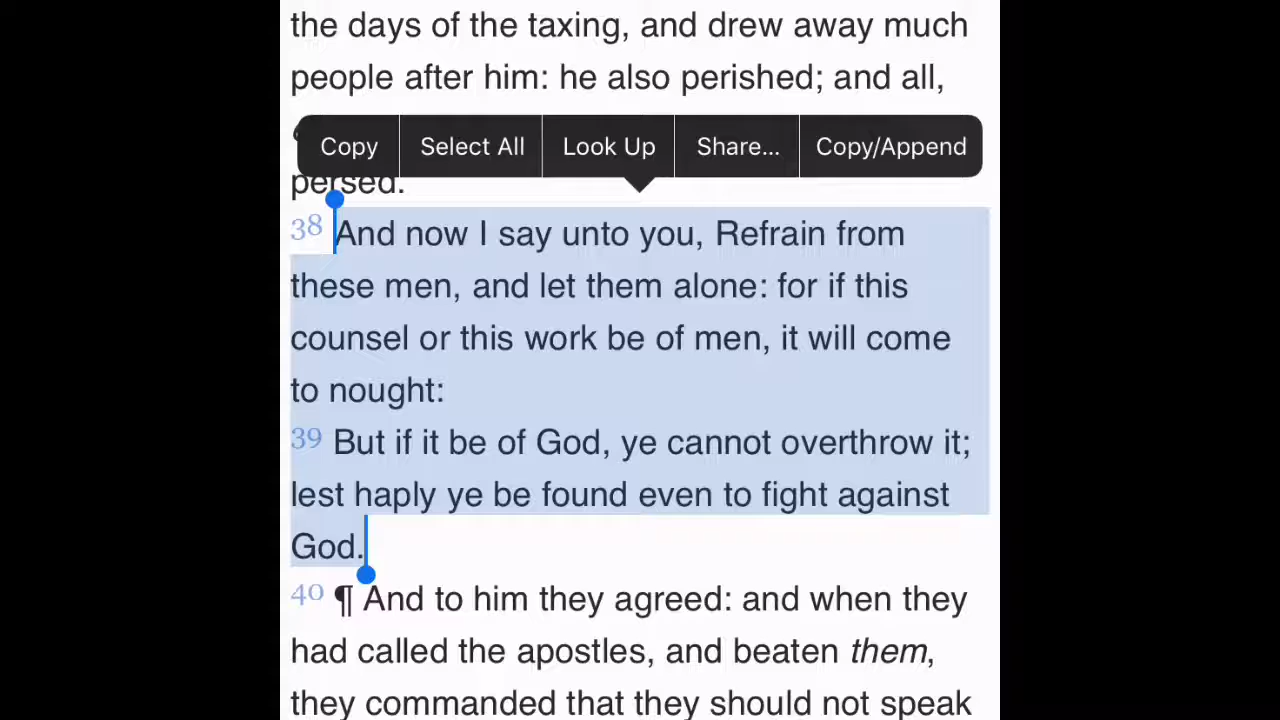 the days of the taxing, and drew away much
people after him: he also perished; and all,
Copy Select All Look Up Share... Copy/Append
persed.
38 And now I say unto you, Refrain from
these men, and let them alone: for if this
counsel or this work be of men, it will come
to nought:
39 But if it be of God, ye cannot overthrow it;
lest haply ye be found even to fight against
God.
40 ¶ And to him they agreed: and when they
had called the apostles, and beaten them,
they commanded that they should not speak